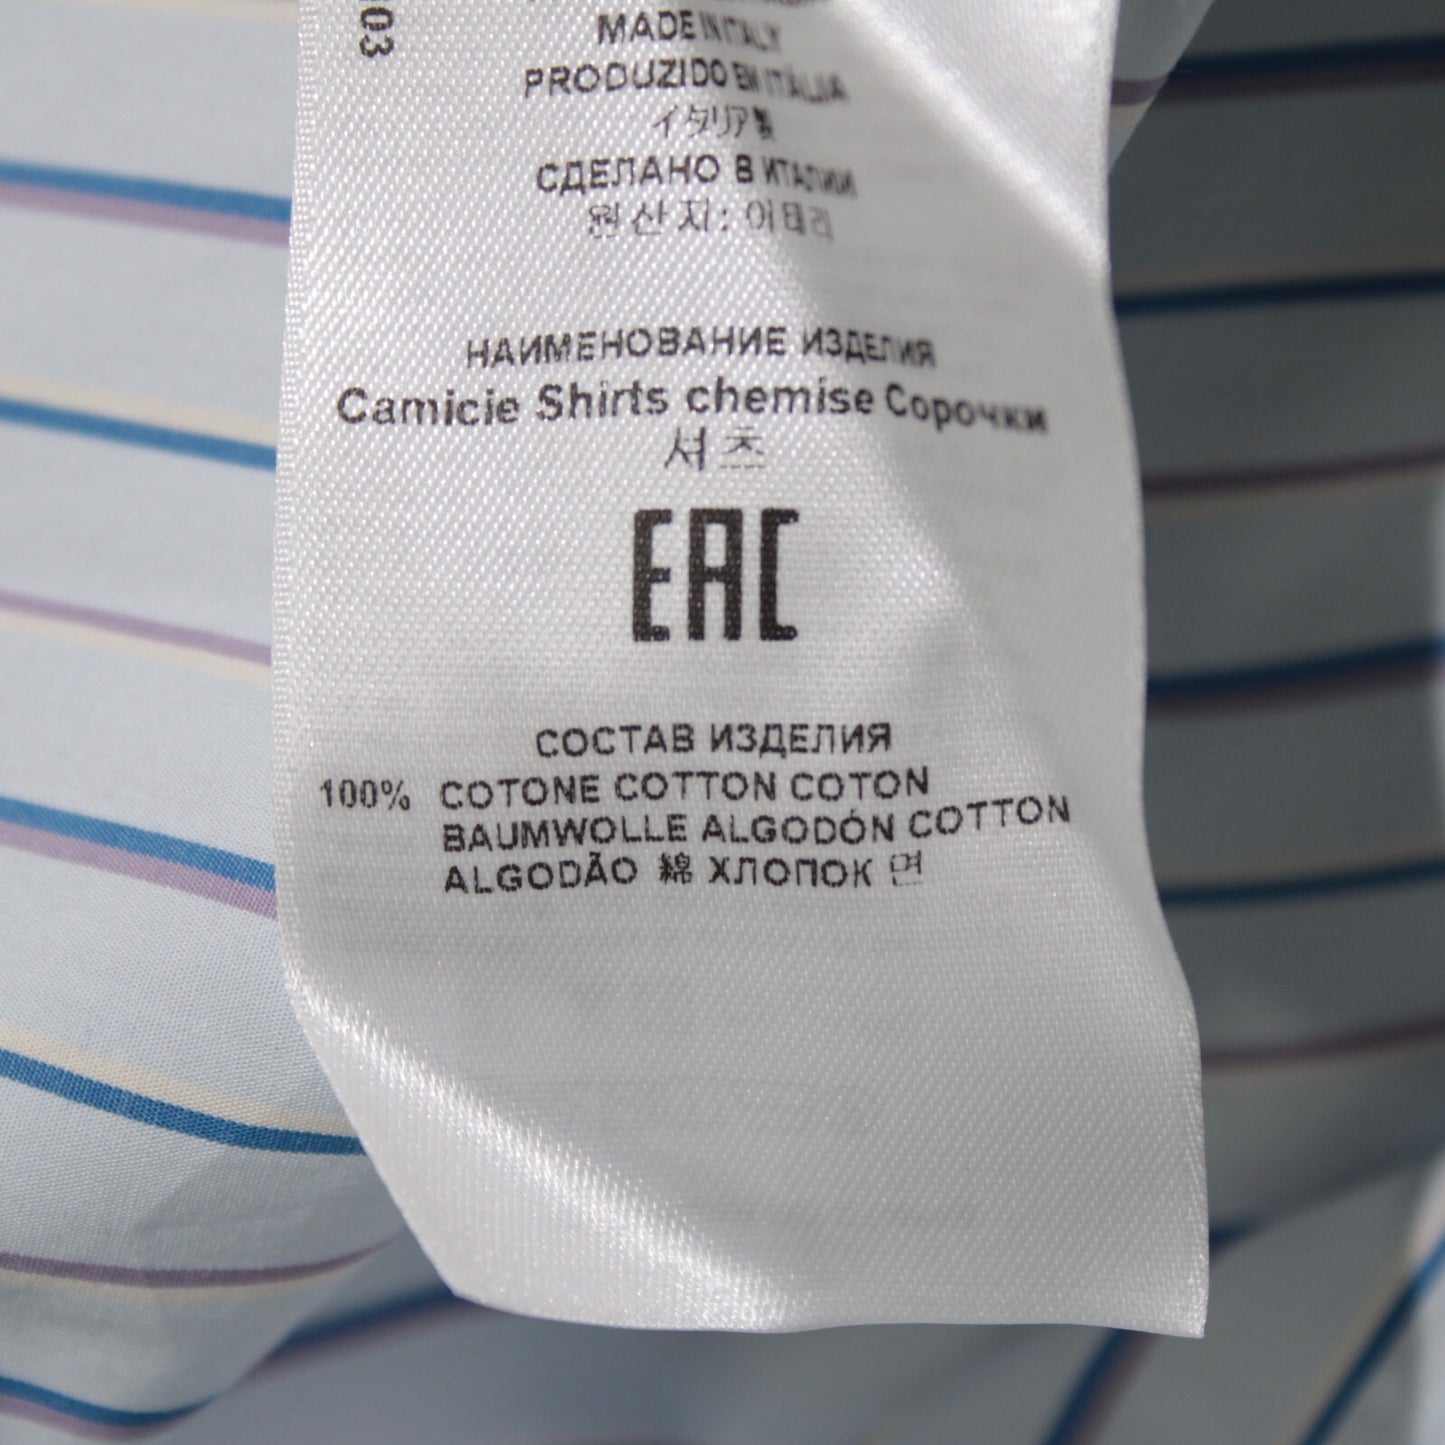 103
MADE IN ITALY
PRODUZIDO EM ITÁLIA
イタリア製
СДЕЛАНО В ИТАЛИИ
원산지: 이태리
НАИМЕНОВАНИЕ ИЗДЕЛИЯ
Camicie Shirts chemise Сорочки
셔츠
EAC
СОСТАВ ИЗДЕЛИЯ
100% COTONE COTTON COTON
BAUMWOLLE ALGODÓN COTTON
ALGODÃO 綿 ХЛОПОК 면